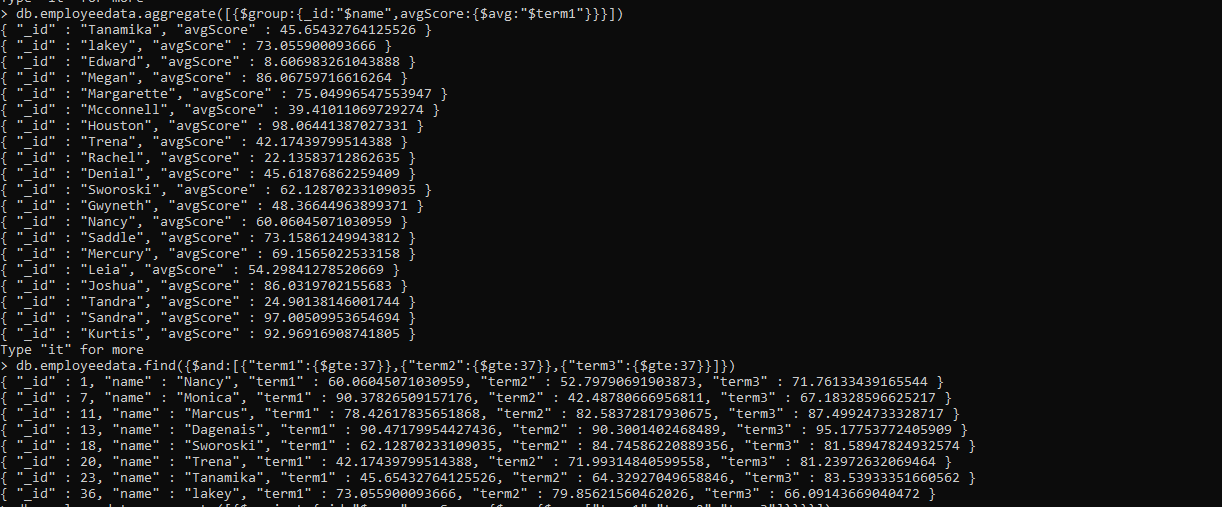 Type "it" for more
> db.employeedata.aggregate([{$group:{_id:"$name",avgScore:{$avg:"$term1"}}}])
{ "_id" : "Tanamika", "avgScore" : 45.65432764125526 }
{ "_id" : "lakey", "avgScore" : 73.055900093666 }
{ "_id" : "Edward", "avgScore" : 8.606983261043888 }
{ "_id" : "Megan", "avgScore" : 86.06759716616264 }
{ "_id" : "Margarette", "avgScore" : 75.04996547553947 }
{ "_id" : "Mcconnell", "avgScore" : 39.41011069729274 }
{ "_id" : "Houston", "avgScore" : 98.06441387027331 }
{ "_id" : "Trena", "avgScore" : 42.17439799514388 }
{ "_id" : "Rachel", "avgScore" : 22.13583712862635 }
{ "_id" : "Denial", "avgScore" : 45.61876862259409 }
{ "_id" : "Sworoski", "avgScore" : 62.12870233109035 }
{ "_id" : "Gwyneth", "avgScore" : 48.36644963899371 }
{ "_id" : "Nancy", "avgScore" : 60.06045071030959 }
{ "_id" : "Saddle", "avgScore" : 73.15861249943812 }
{ "_id" : "Mercury", "avgScore" : 69.1565022533158 }
{ "_id" : "Leia", "avgScore" : 54.29841278520669 }
{ "_id" : "Joshua", "avgScore" : 86.0319702155683 }
{ "_id" : "Tandra", "avgScore" : 24.90138146001744 }
{ "_id" : "Sandra", "avgScore" : 97.00509953654694 }
{ "_id" : "Kurtis", "avgScore" : 92.96916908741805 }
Type "it" for more
> db.employeedata.find({$and:[{"term1":{$gte:37}},{"term2":{$gte:37}},{"term3":{$gte:37}}]})
{ "_id" : 1, "name" : "Nancy", "term1" : 60.06045071030959, "term2" : 52.79790691903873, "term3" : 71.76133439165544 }
{ "_id" : 7, "name" : "Monica", "term1" : 90.37826509157176, "term2" : 42.48780666956811, "term3" : 67.18328596625217 }
{ "_id" : 11, "name" : "Marcus", "term1" : 78.42617835651868, "term2" : 82.58372817930675, "term3" : 87.49924733328717 }
{ "_id" : 13, "name" : "Dagenais", "term1" : 90.47179954427436, "term2" : 90.3001402468489, "term3" : 95.17753772405909 }
{ "_id" : 18, "name" : "Sworoski", "term1" : 62.12870233109035, "term2" : 84.74586220889356, "term3" : 81.58947824932574 }
{ "_id" : 20, "name" : "Trena", "term1" : 42.17439799514388, "term2" : 71.99314840599558, "term3" : 81.23972632069464 }
{ "_id" : 23, "name" : "Tanamika", "term1" : 45.65432764125526, "term2" : 64.32927049658846, "term3" : 83.53933351660562 }
{ "_id" : 36, "name" : "lakey", "term1" : 73.055900093666, "term2" : 79.85621560462026, "term3" : 66.09143669040472 }